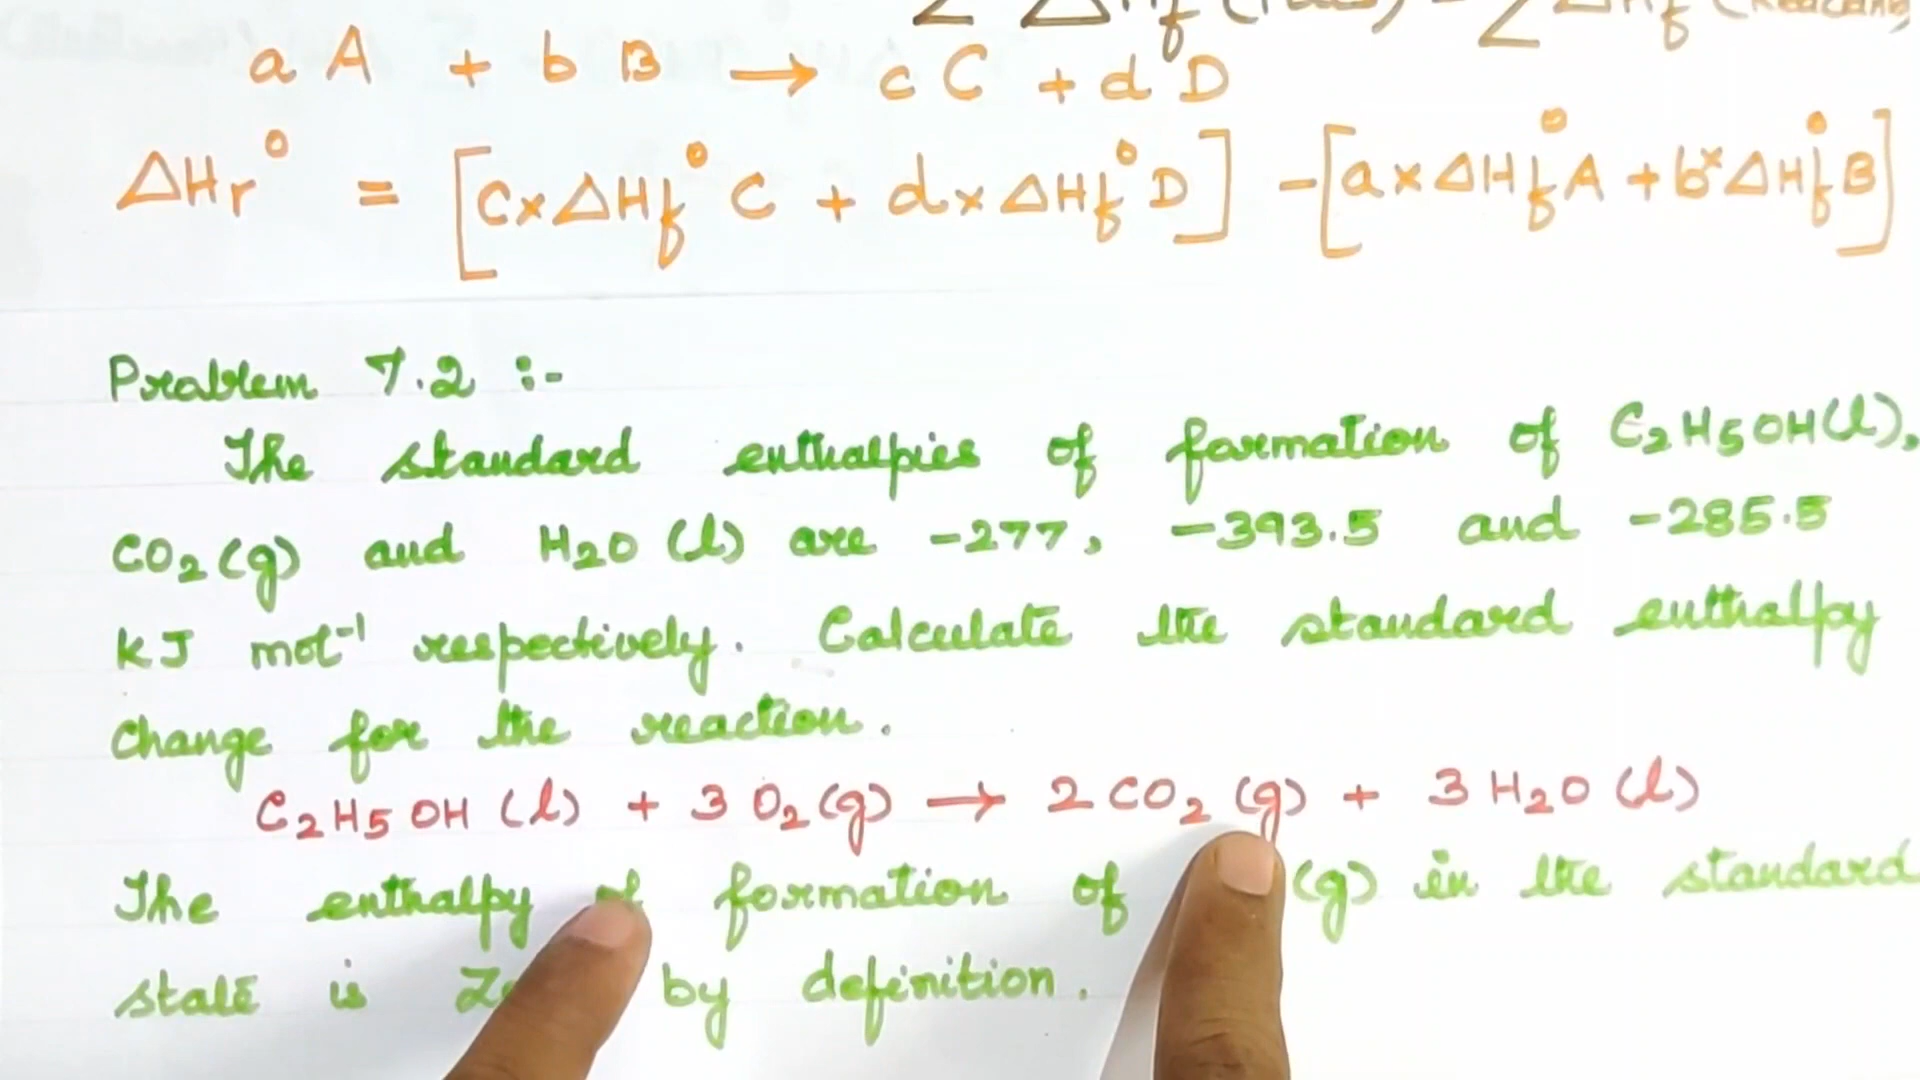 a A + b B → c C + d D
ΔHr° = [c×ΔHf°C + d×ΔHf°D] - [a×ΔHf°A + b×ΔHf°B]
Problem 7.2 :-
The standard enthalpies of formation of C₂H₅OH(l),
CO₂(g) and H₂O (l) are -277, -393.5 and -285.5
kJ mol⁻¹ respectively. Calculate the standard enthalpy
change for the reaction.
C₂H₅OH (l) + 3 O₂(g) → 2 CO₂ (g) + 3 H₂O (l)
The enthalpy of formation of (g) in the standard
state is by definition.